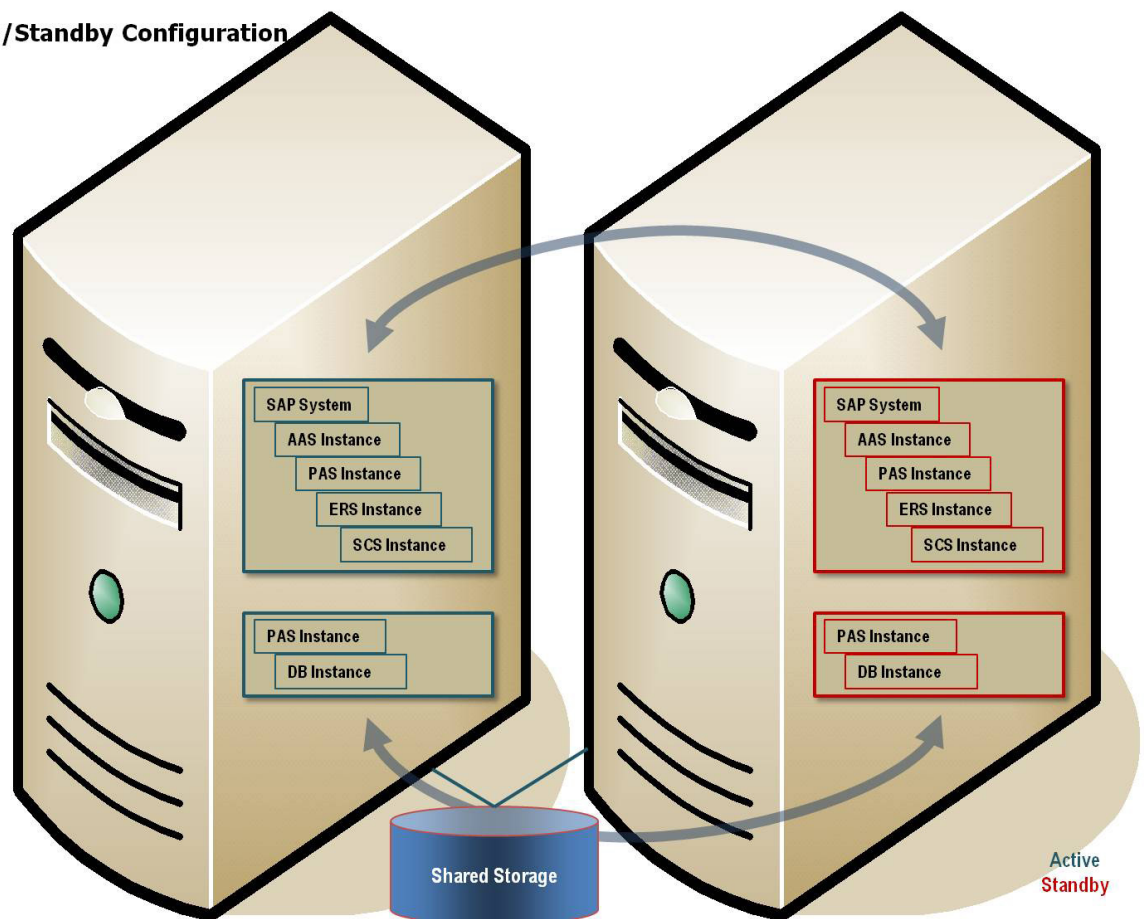 /Standby Configuration
SAP System
AAS Instance
PAS Instance
ERS Instance
SCS Instance
PAS Instance
DB Instance
SAP System
AAS Instance
PAS Instance
ERS Instance
SCS Instance
PAS Instance
DB Instance
Shared Storage
Active
Standby